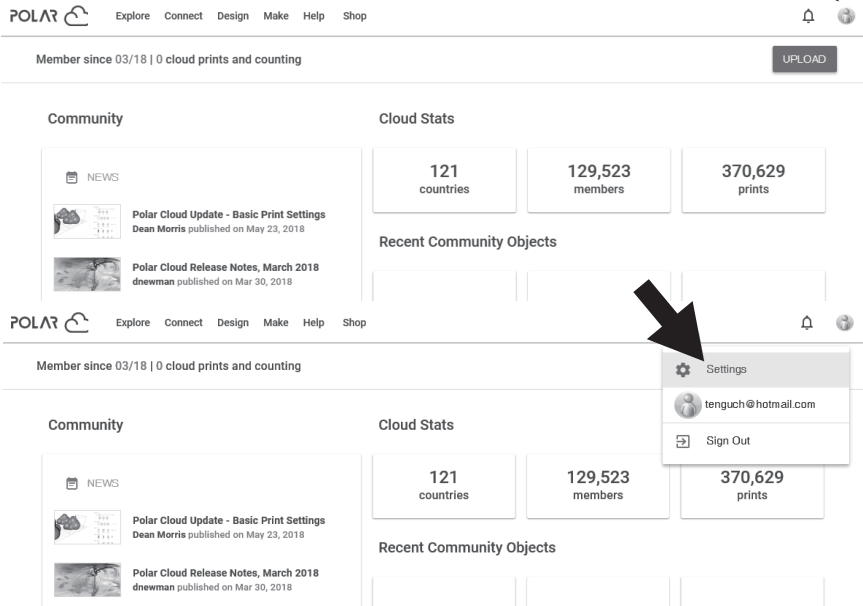 POLAR Explore Connect Design Make Help Shop
Member since 03/18 | 0 cloud prints and counting
UPLOAD
Community
NEWS
Polar Cloud Update - Basic Print Settings
Dean Morris published on May 23, 2018
Polar Cloud Release Notes, March 2018
dnewman published on Mar 30, 2018
Cloud Stats
121
countries
129,523
members
370,629
prints
Recent Community Objects
POLAR Explore Connect Design Make Help Shop
Member since 03/18 | 0 cloud prints and counting
Settings
tenguch@hotmail.com
Sign Out
Community
NEWS
Polar Cloud Update - Basic Print Settings
Dean Morris published on May 23, 2018
Polar Cloud Release Notes, March 2018
dnewman published on Mar 30, 2018
Cloud Stats
121
countries
129,523
members
370,629
prints
Recent Community Objects